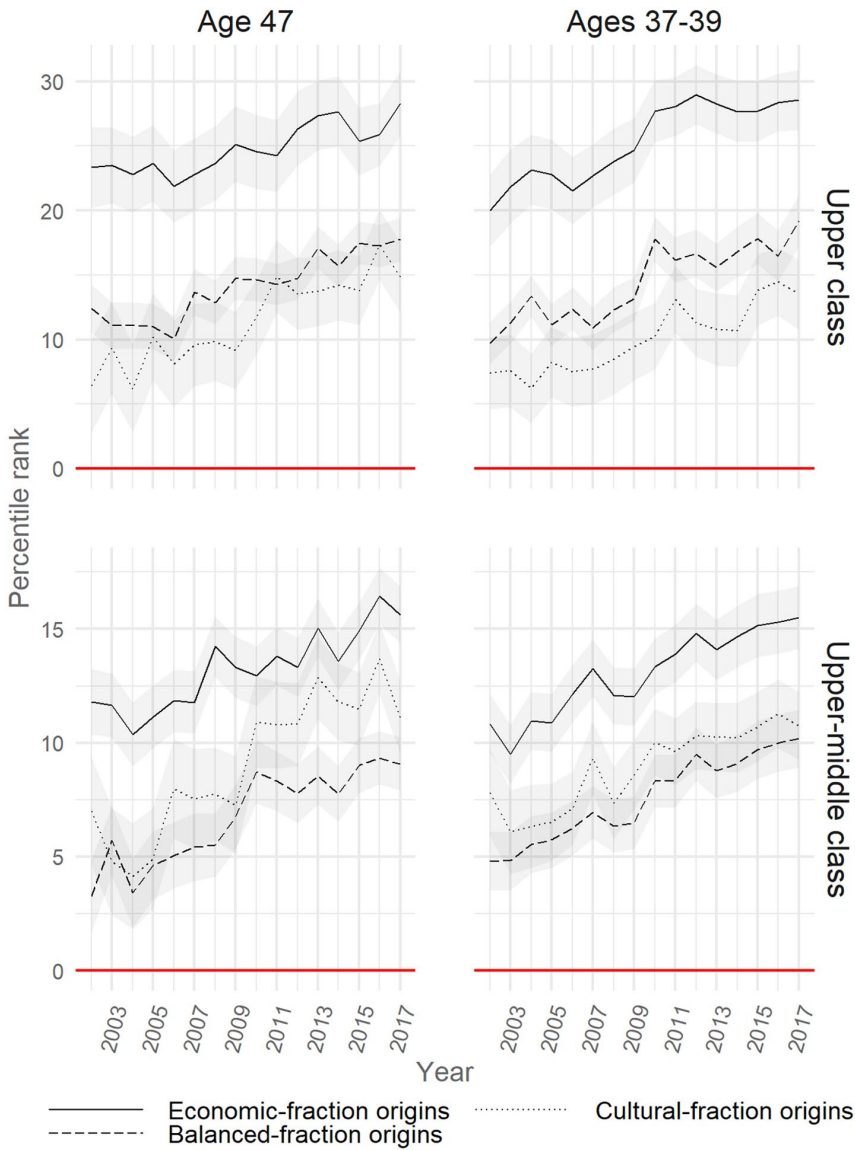 Age 47
Ages 37-39
30
20
10
0
Upper class
Percentile rank
15
10
5
0
Upper-middle class
2003 2005 2007 2009 2011 2013 2015 2017
2003 2005 2007 2009 2011 2013 2015 2017
Year
Economic-fraction origins
Cultural-fraction origins
Balanced-fraction origins